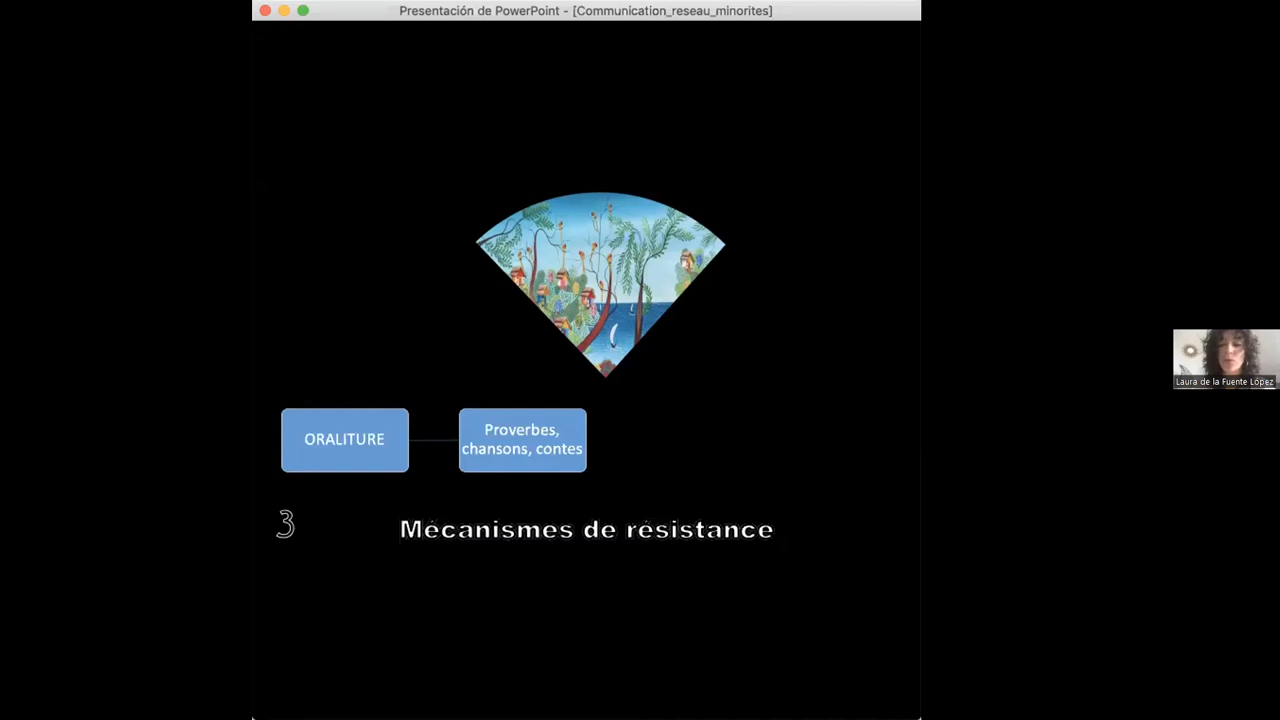 Presentación de PowerPoint - [Communication_reseau_minorites]
ORALITURE
Proverbes,
chansons, contes
3
Mécanismes de résistance
Laura de la Fuente López